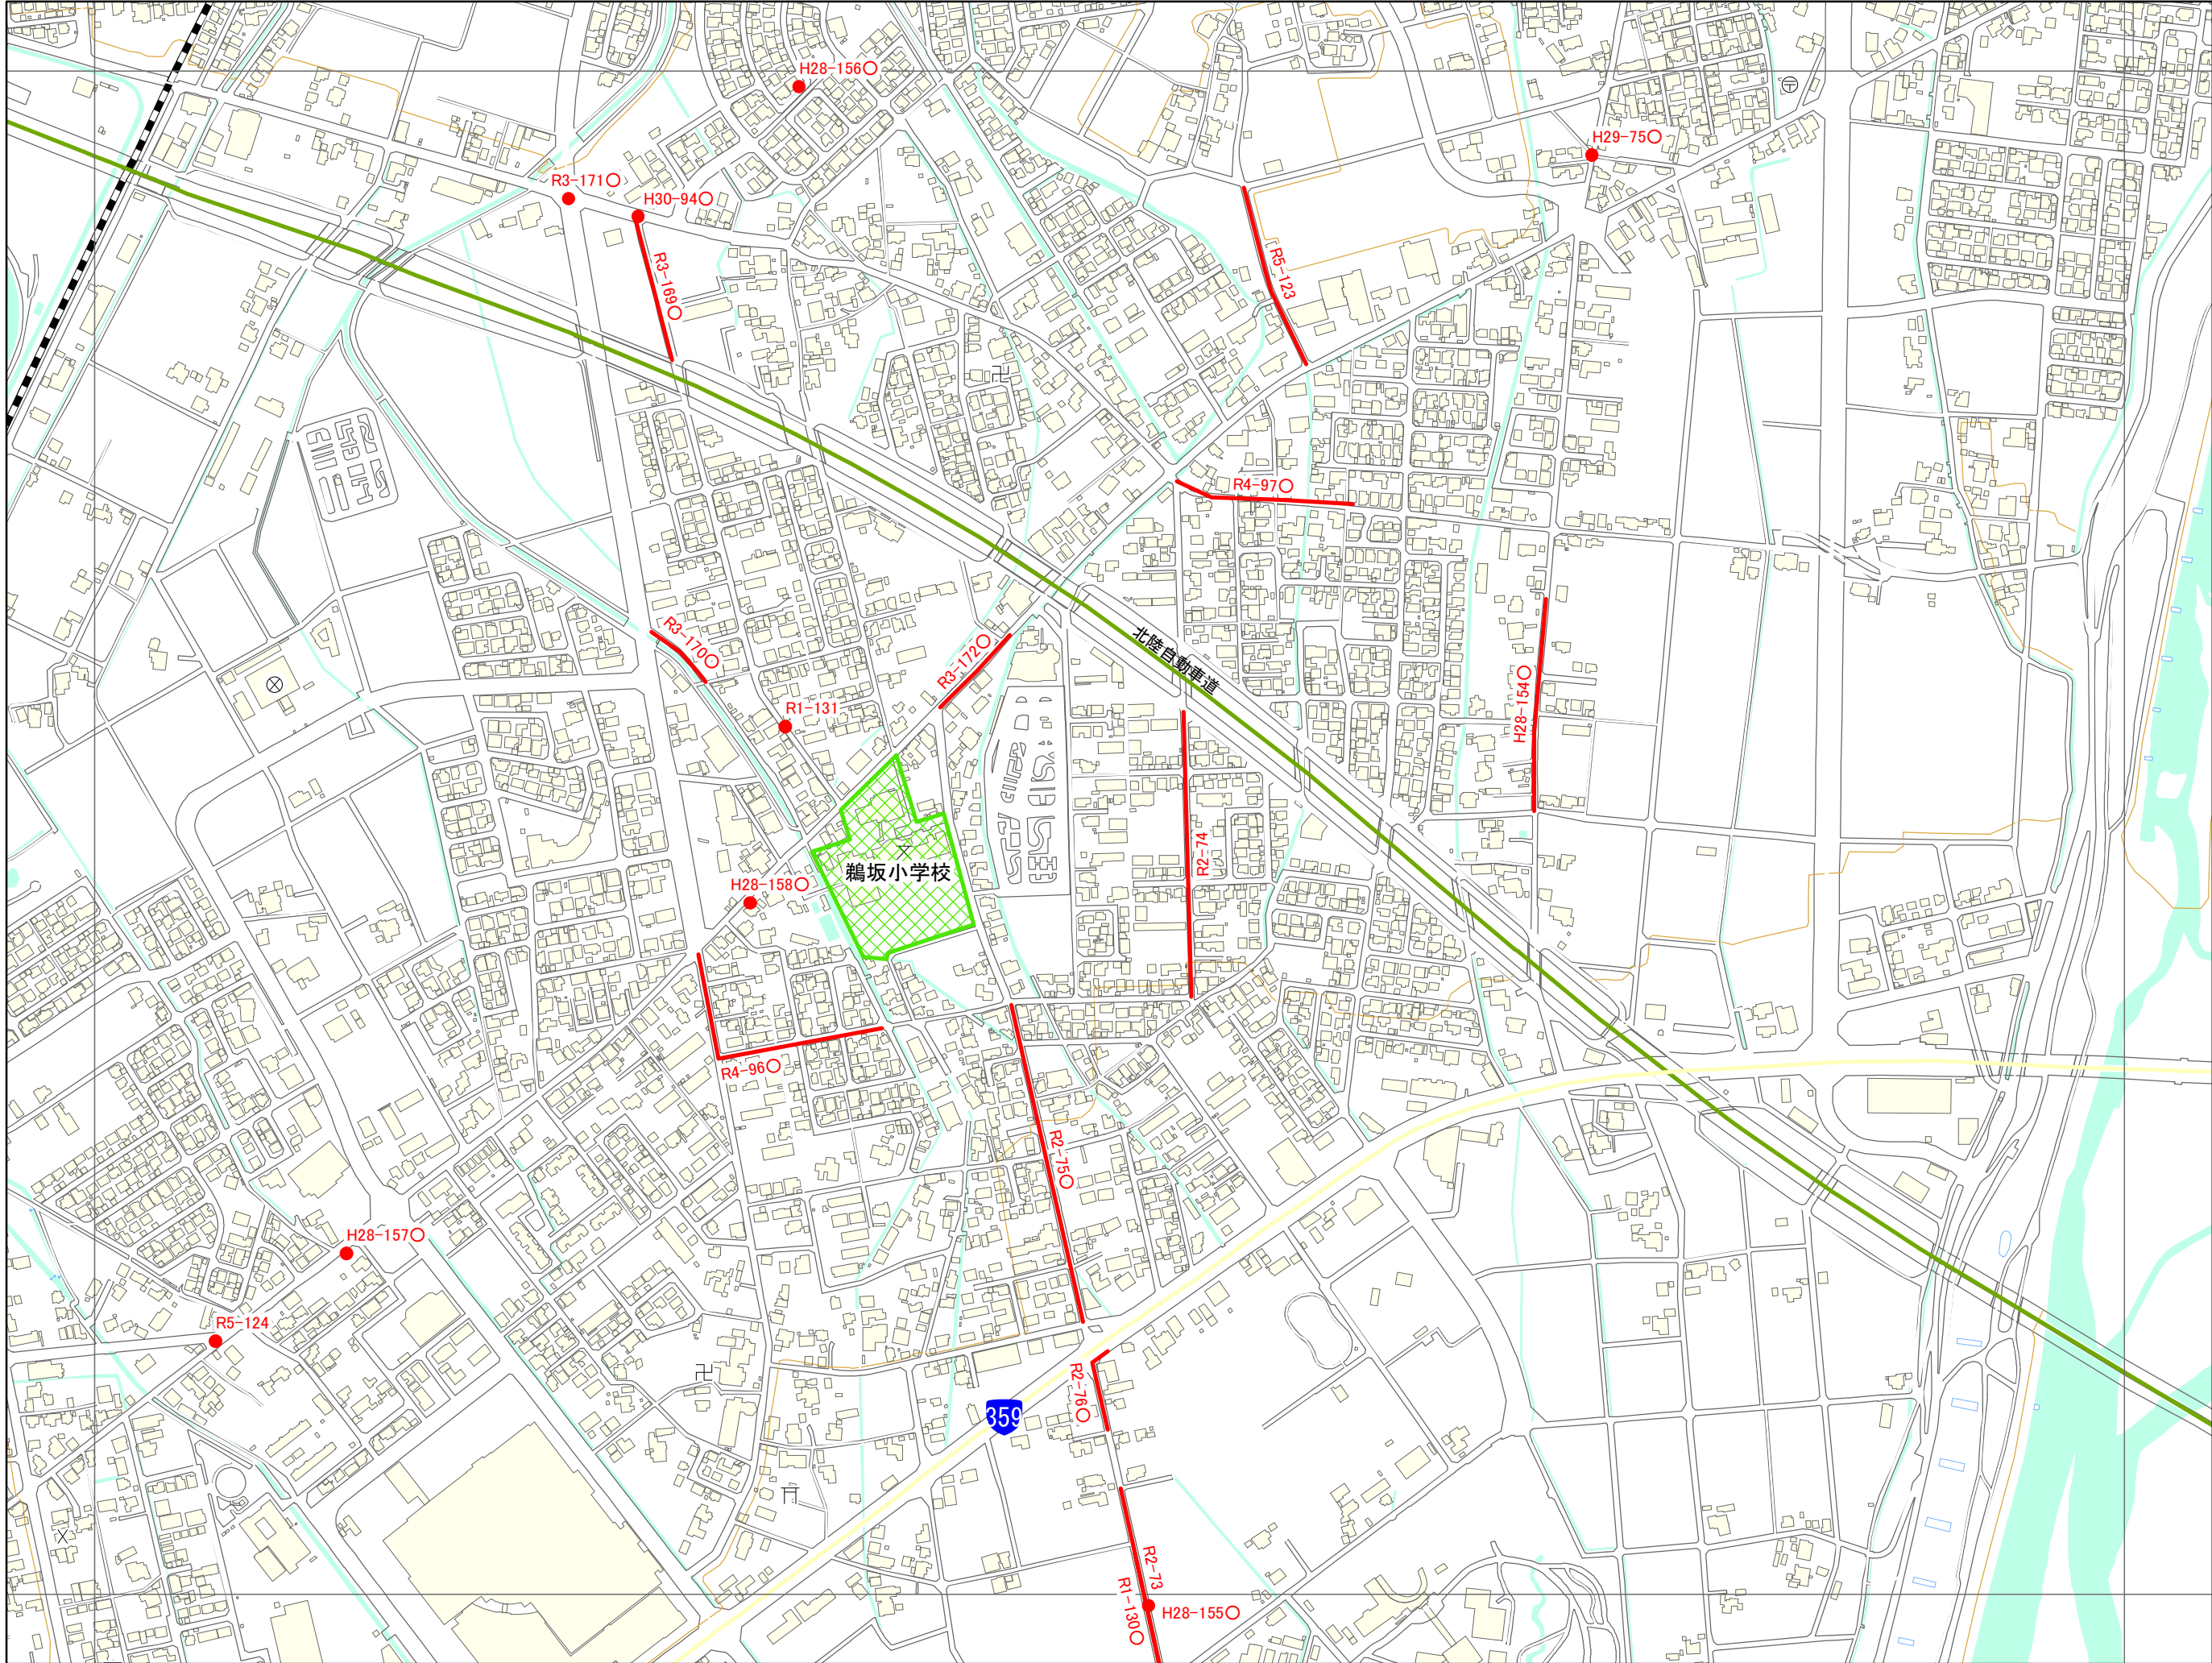 H28-156○
H29-75○
R3-171○
H30-94○
R3-169○
R5-123
R4-97○
R3-170○
R3-172○
北陸自動車道
H28-154○
R1-131
R2-74
文
鵜坂小学校
H28-158○
R4-96○
R2-75○
H28-157○
R5-124
R2-76○
359
R2-73
R1-130○
H28-155○